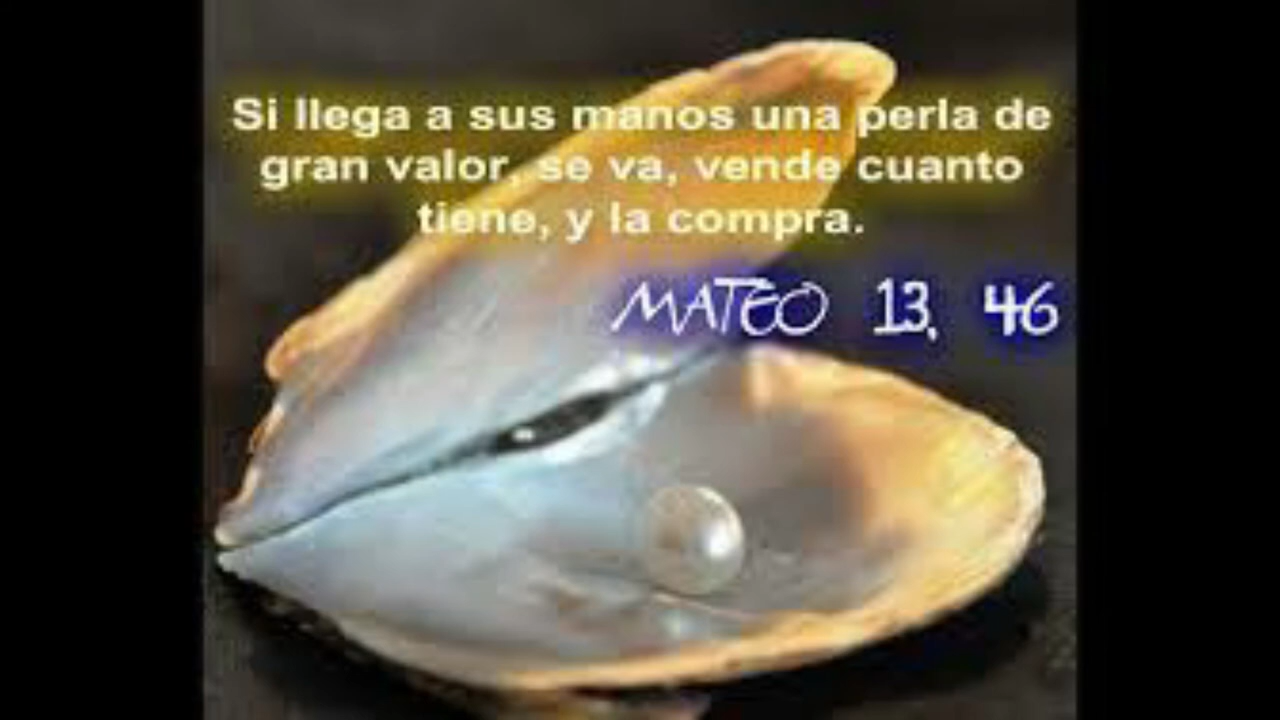 Si llega a sus manos una perla de
gran valor, se va, vende cuanto
tiene, y la compra.
MATEO 13, 46